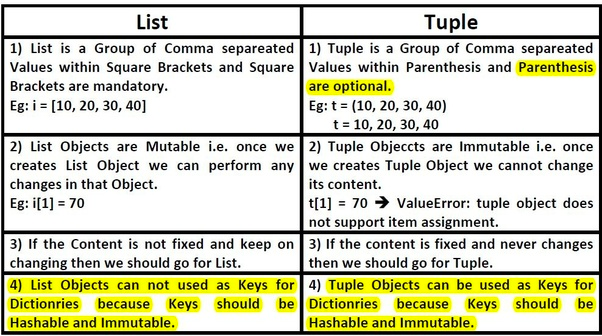 List
Tuple
1) List is a Group of Comma separeated
Values within Square Brackets and Square
Brackets are mandatory.
Eg: i = [10, 20, 30, 40]
1) Tuple is a Group of Comma separeated
Values within Parenthesis and Parenthesis
are optional.
Eg: t = (10, 20, 30, 40)
t = 10, 20, 30, 40
2) List Objects are Mutable i.e. once we
creates List Object we can perform any
changes in that Object.
Eg: i[1] = 70
2) Tuple Objeccts are Immutable i.e. once
we creates Tuple Object we cannot change
its content.
t[1] = 70 ➔ ValueError: tuple object does
not support item assignment.
3) If the Content is not fixed and keep on
changing then we should go for List.
3) If the content is fixed and never changes
then we should go for Tuple.
4) List Objects can not used as Keys for
Dictionries because Keys should be
Hashable and Immutable.
4) Tuple Objects can be used as Keys for
Dictionries because Keys should be
Hashable and Immutable.